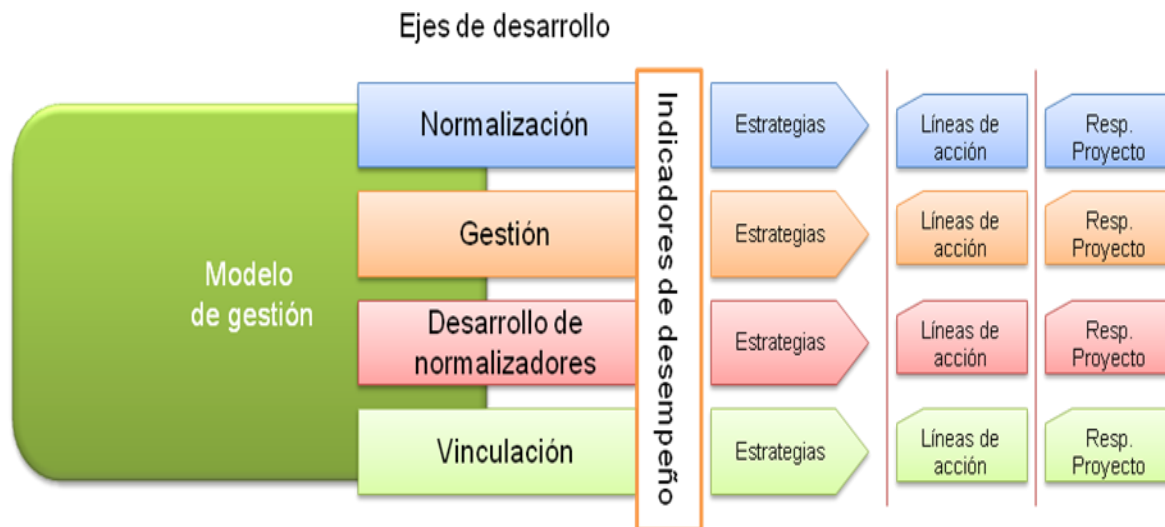 Ejes de desarrollo
Modelo
de gestión
Normalización
Gestión
Desarrollo de
normalizadores
Vinculación
Indicadores de desempeño
Estrategias
Líneas de
acción
Resp.
Proyecto
Estrategias
Líneas de
acción
Resp.
Proyecto
Estrategias
Líneas de
acción
Resp.
Proyecto
Estrategias
Líneas de
acción
Resp.
Proyecto